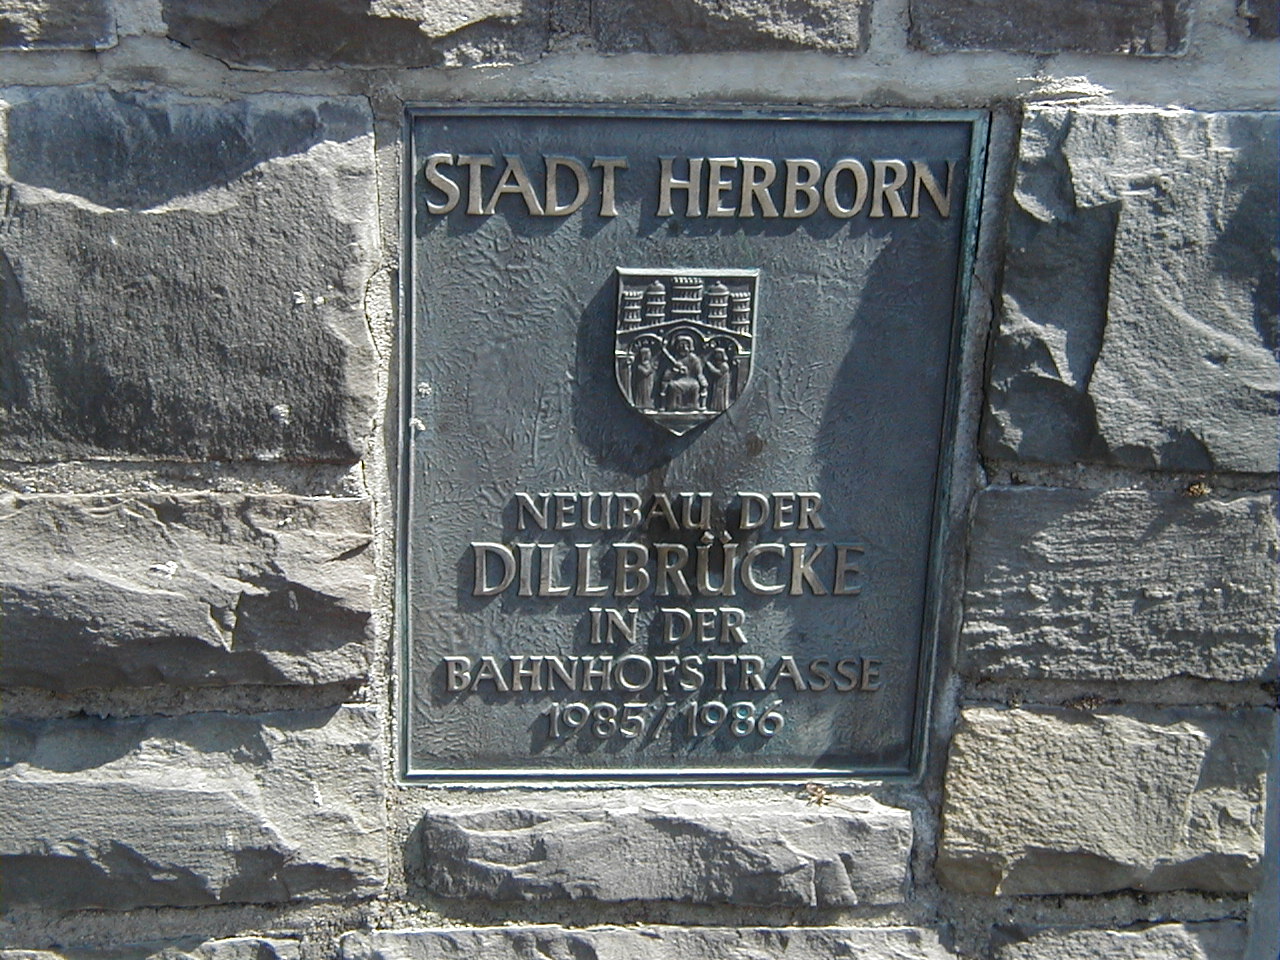 STADT HERBORN
NEUBAU DER
DILLBRÜCKE
IN DER
BAHNHOFSTRASSE
1985/1986